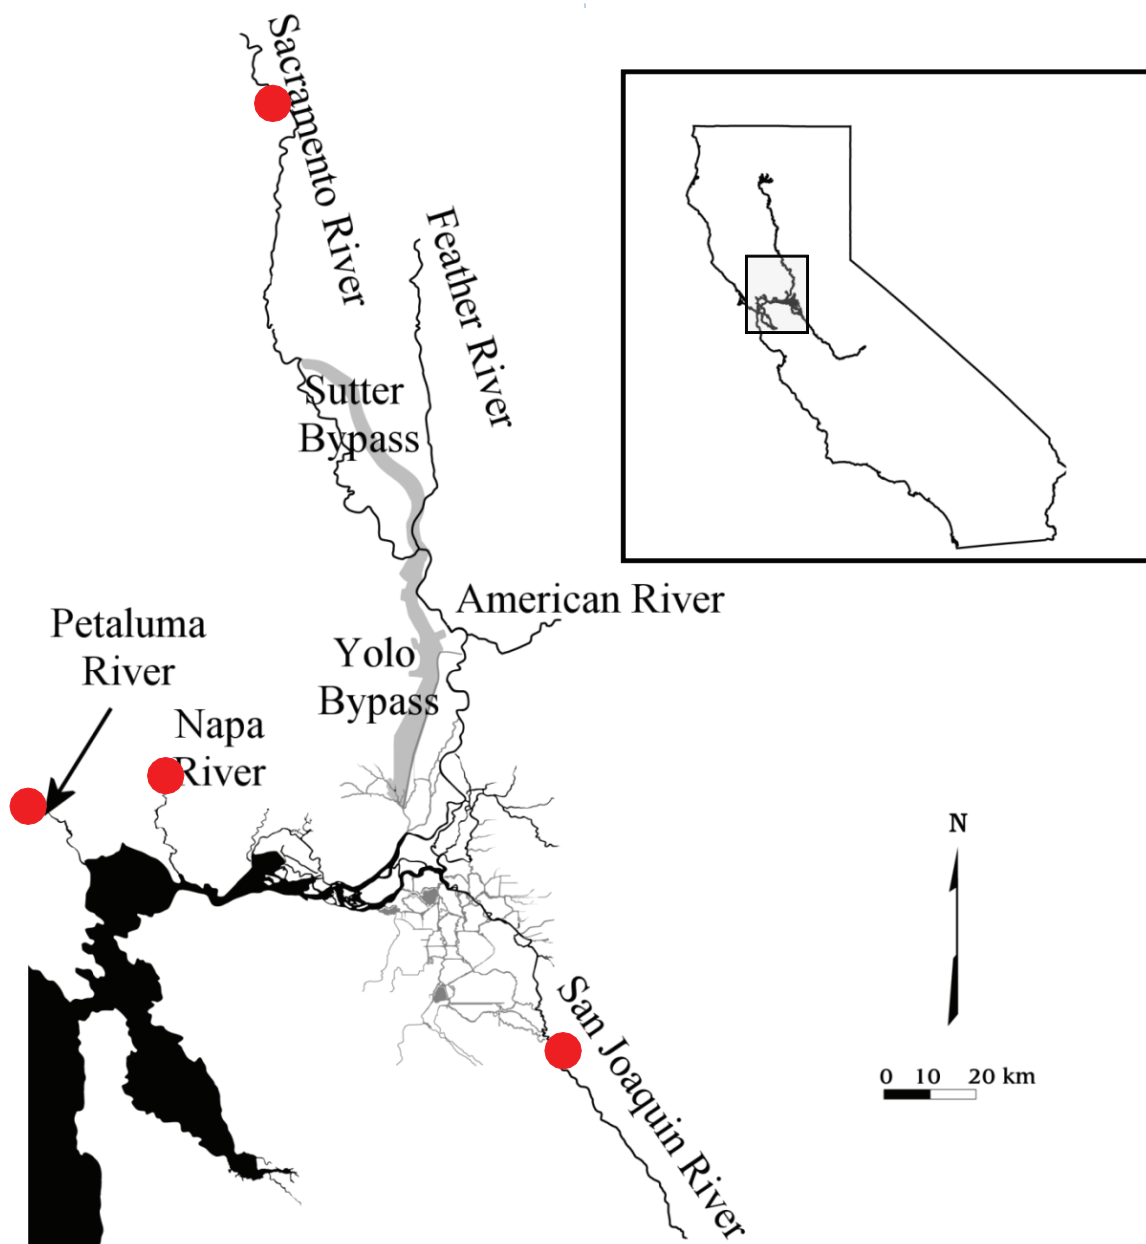 Sacramento River
Feather River
Sutter
Bypass
American River
Petaluma
River
Yolo
Bypass
Napa
River
San Joaquin River
N
0 10 20 km